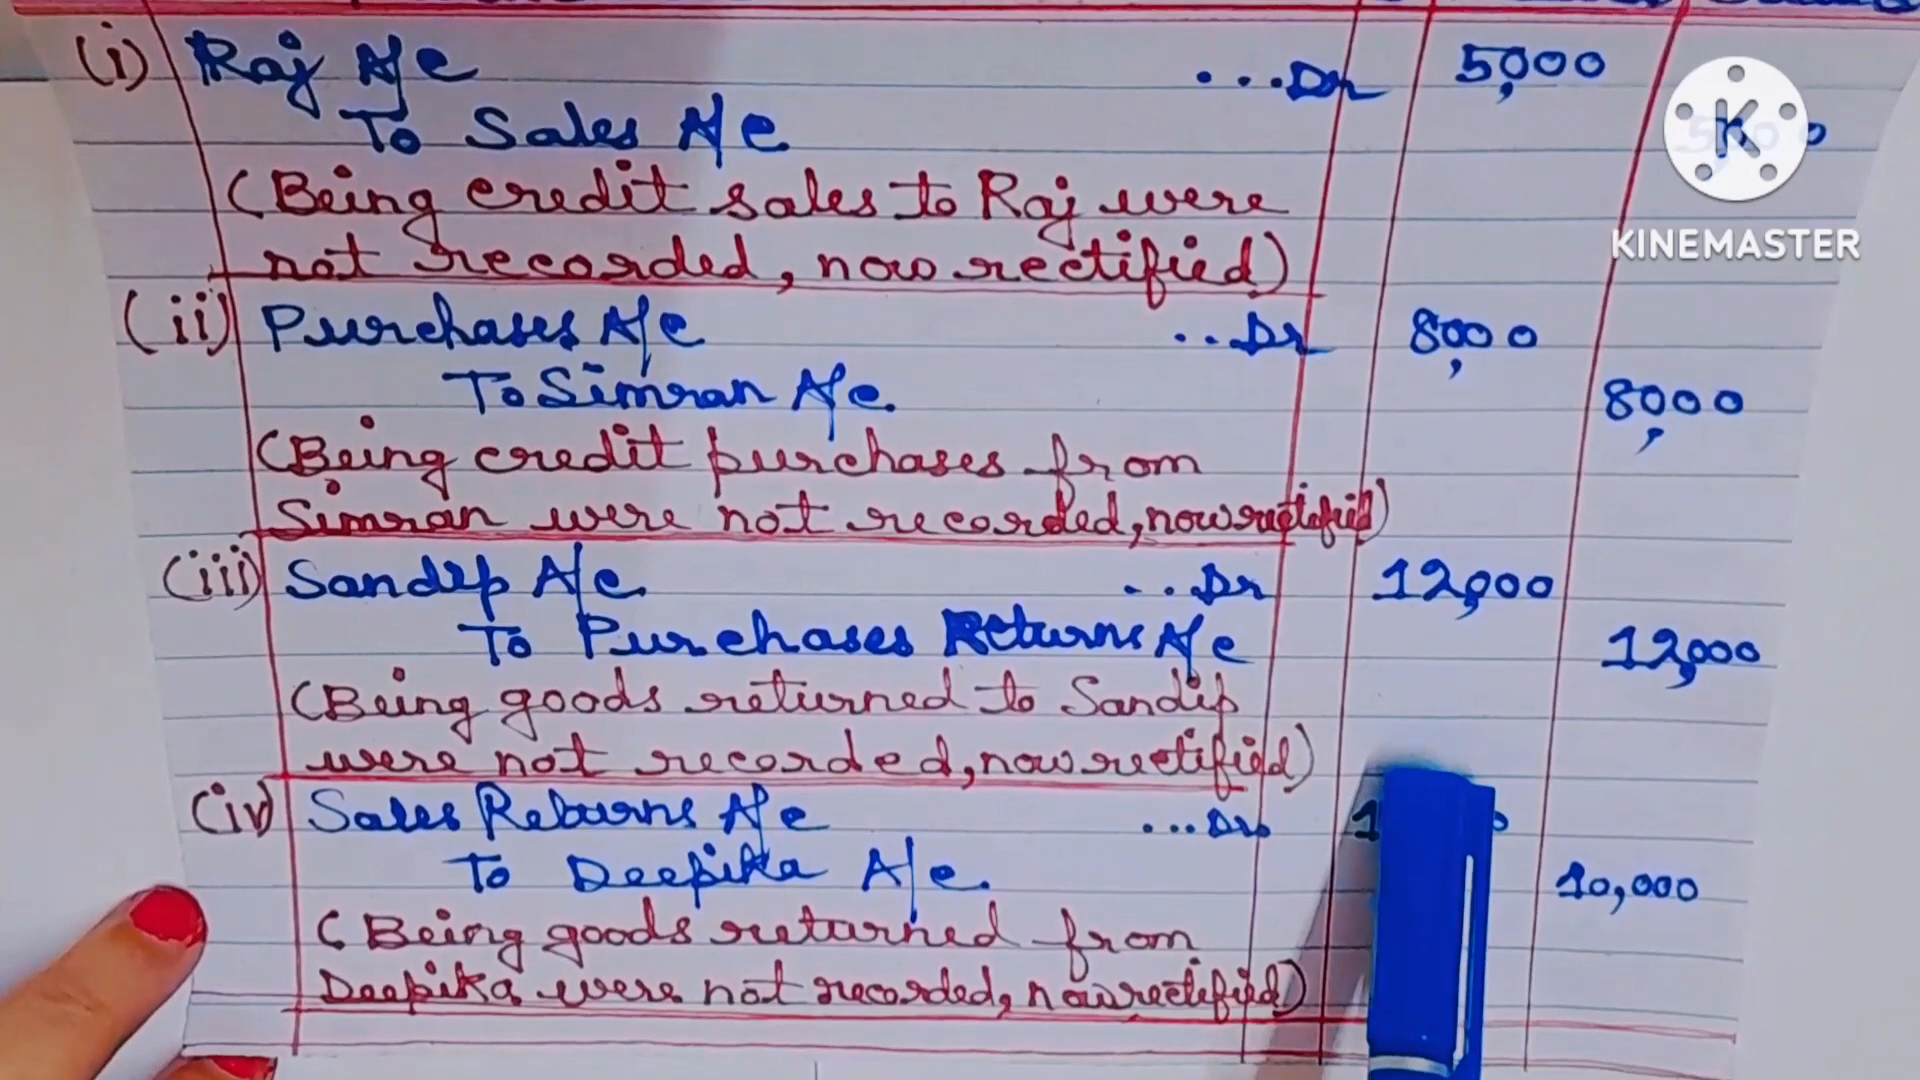 (i) Raj A/c ...Dr 5,000
To Sales A/c
(Being credit sales to Raj were
not recorded, now rectified)
(ii) Purchases A/c ..Dr 8,000
To Simran A/c. 8,000
(Being credit purchases from
Simran were not recorded, now rectified)
(iii) Sandip A/c. ..Dr 12,000
To Purchases Returns A/c 12,000
(Being goods returned to Sandip
were not recorded, now rectified)
(iv) Sales Returns A/c ...Dr.
To Deepika A/c. 10,000
(Being goods returned from
Deepika were not recorded, now rectified)
K
KINEMASTER